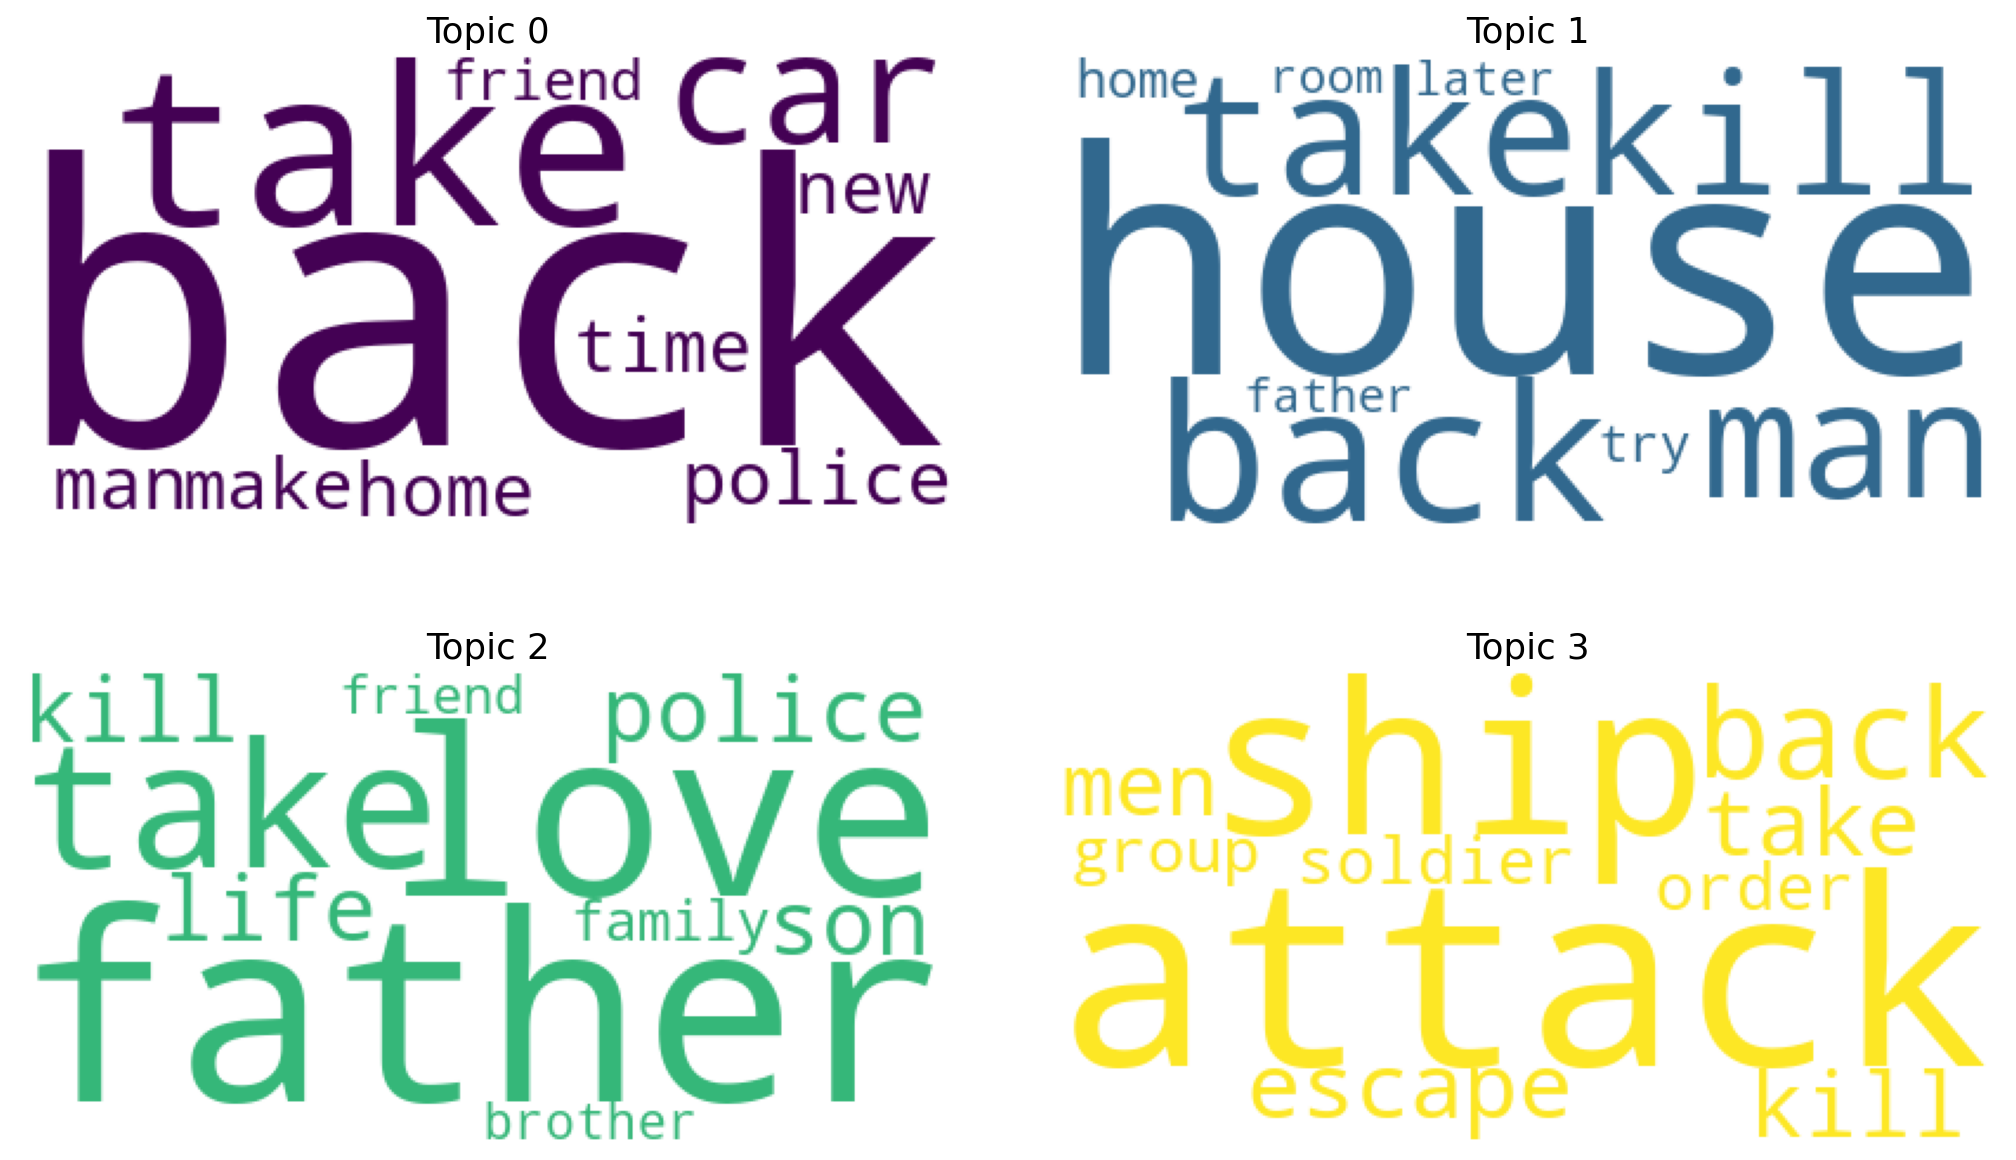 Topic 0
friend
take
car
new
back
time
man
make
home
police
Topic 1
home
room
later
take
kill
house
father
back
try
man
Topic 2
kill
friend
police
take
love
life
family
son
father
brother
Topic 3
ship
back
men
take
group
soldier
order
attack
escape
kill